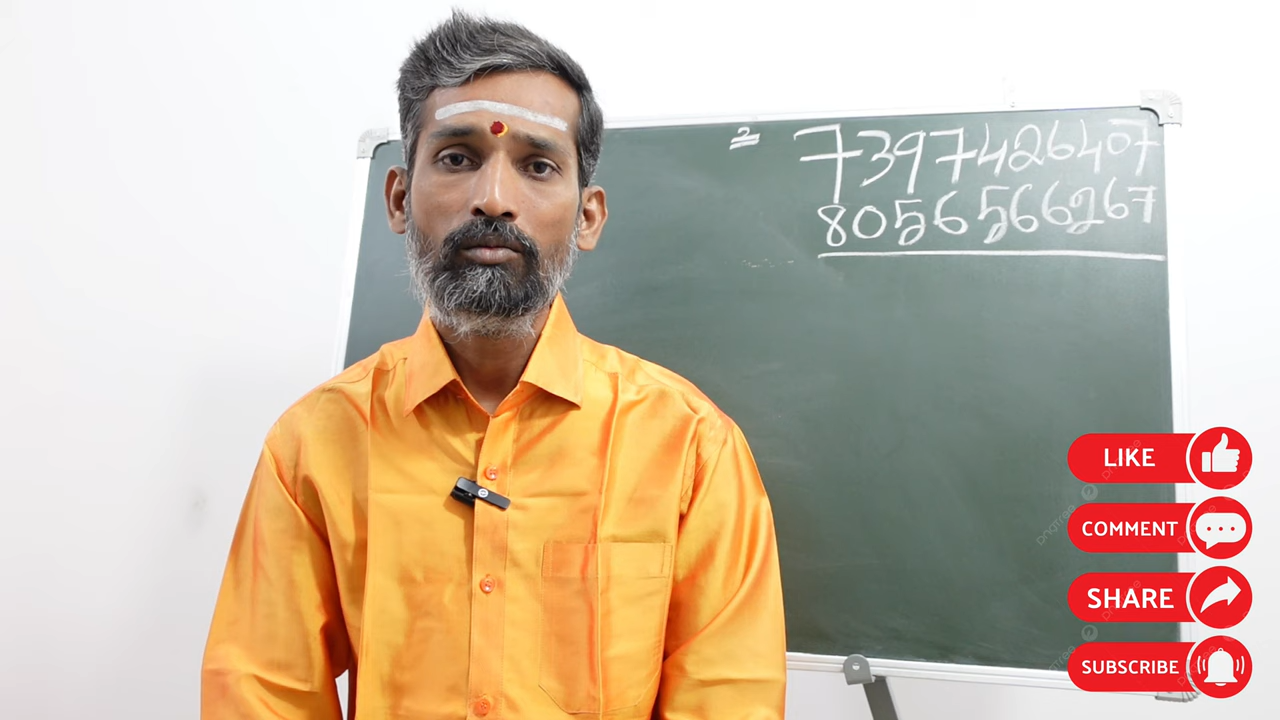 = 7397426407
8056566267
LIKE
COMMENT
SHARE
SUBSCRIBE